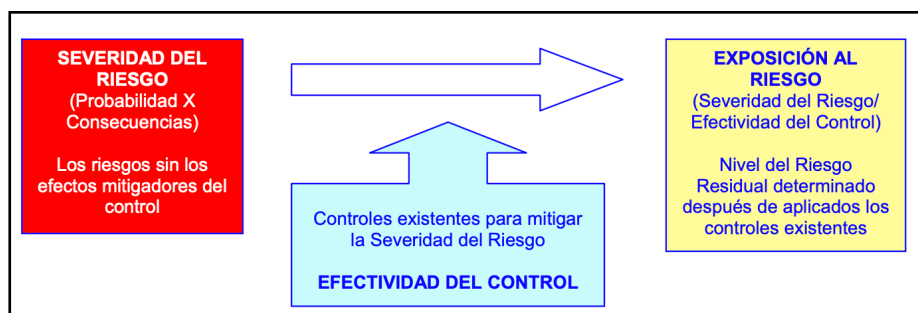 SEVERIDAD DEL
RIESGO
(Probabilidad X
Consecuencias)
Los riesgos sin los
efectos mitigadores del
control
Controles existentes para mitigar
la Severidad del Riesgo
EFECTIVIDAD DEL CONTROL
EXPOSICIÓN AL
RIESGO
(Severidad del Riesgo/
Efectividad del Control)
Nivel del Riesgo
Residual determinado
después de aplicados los
controles existentes